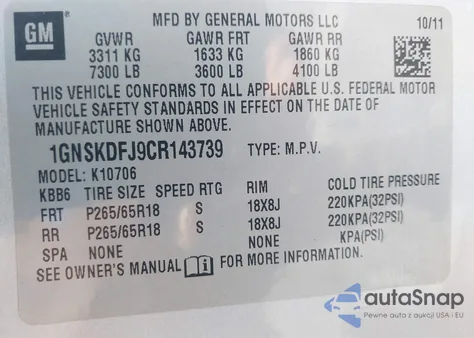 GM
MFD BY GENERAL MOTORS LLC
10/11
GVWR GAWR FRT GAWR RR
3311 KG 1633 KG 1860 KG
7300 LB 3600 LB 4100 LB
THIS VEHICLE CONFORMS TO ALL APPLICABLE U.S. FEDERAL MOTOR
VEHICLE SAFETY STANDARDS IN EFFECT ON THE DATE OF
MANUFACTURE SHOWN ABOVE.
1GNSKDFJ9CR143739 TYPE: M.P.V.
MODEL: K10706
KBB6 TIRE SIZE SPEED RTG RIM COLD TIRE PRESSURE
FRT P265/65R18 S 18X8J 220KPA(32PSI)
RR P265/65R18 S 18X8J 220KPA(32PSI)
SPA NONE NONE KPA(PSI)
SEE OWNER'S MANUAL i FOR MORE INFORMATION.
autoSnap
Pewne auta z aukcji USA i EU